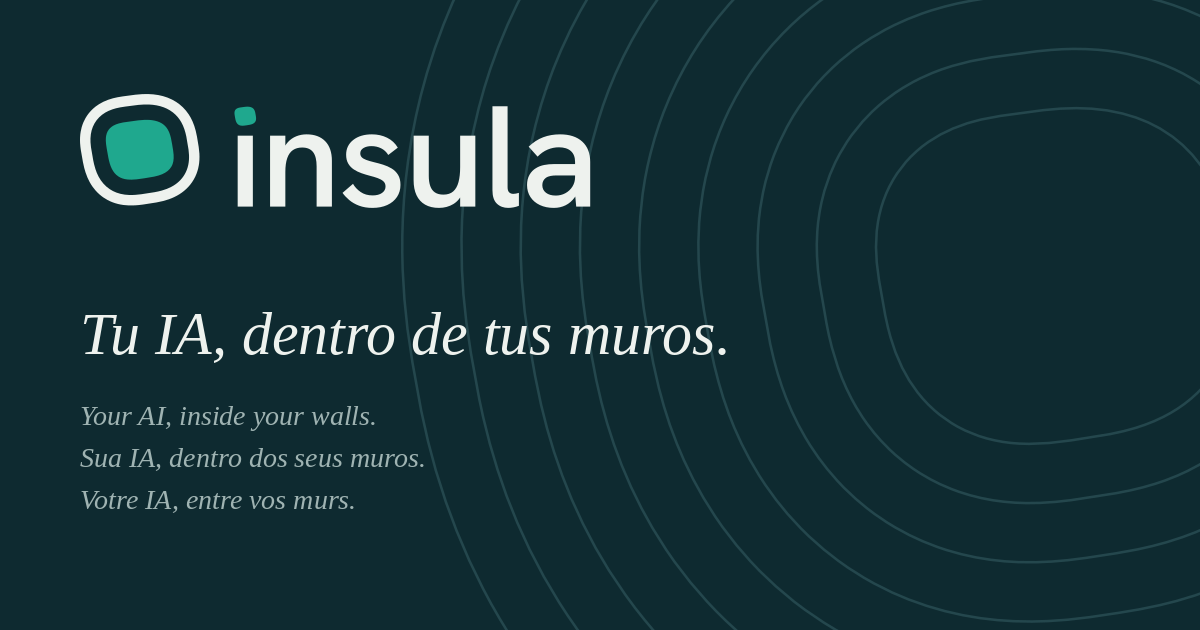 insula
Tu IA, dentro de tus muros.
Your AI, inside your walls.
Sua IA, dentro dos seus muros.
Votre IA, entre vos murs.